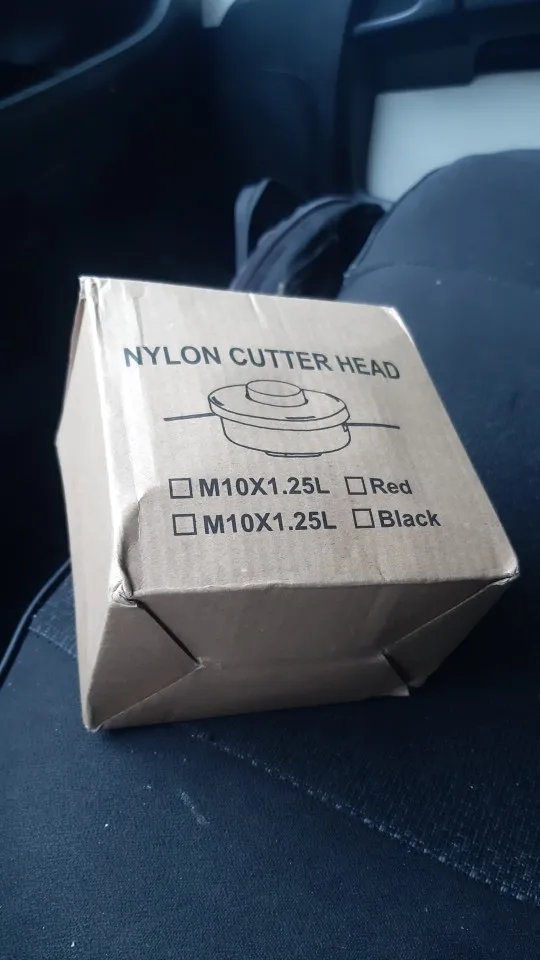 NYLON CUTTER HEAD
☐ M10X1.25L ☐ Red
☐ M10X1.25L ☐ Black